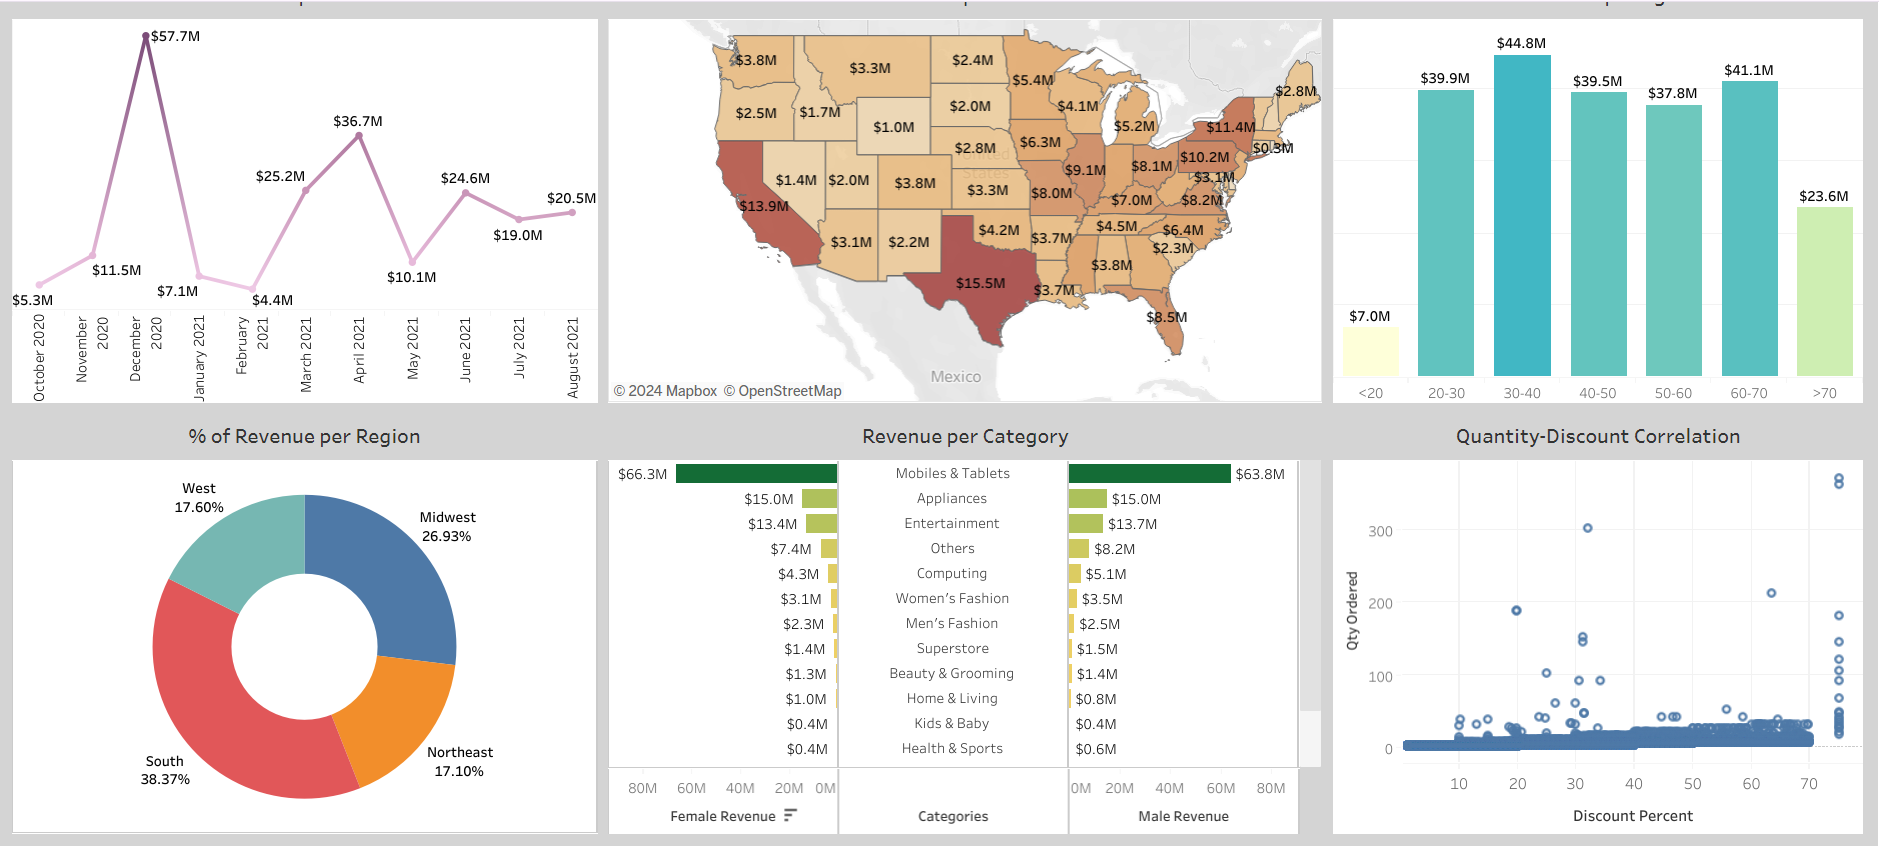 $57.7M
$36.7M
$25.2M
$24.6M
$20.5M
$19.0M
$11.5M
$10.1M
$7.1M
$5.3M
$4.4M
October 2020
November
2020
December
2020
January 2021
February
2021
March 2021
April 2021
May 2021
June 2021
July 2021
August 2021
$3.8M
$3.3M
$2.4M
$5.4M
$2.8M
$2.5M
$1.7M
$1.0M
$2.0M
$4.1M
$5.2M
$11.4M
$2.8M
$6.3M
$0.3M
United
States
$1.4M
$2.0M
$3.8M
$3.3M
$8.0M
$9.1M
$8.1M
$10.2M
$3.1M
$13.9M
$7.0M
$8.2M
$3.1M
$2.2M
$4.2M
$3.7M
$4.5M
$6.4M
$2.3M
$15.5M
$3.7M
$3.8M
$8.5M
Mexico
© 2024 Mapbox © OpenStreetMap
$44.8M
$39.9M
$39.5M
$37.8M
$41.1M
$23.6M
$7.0M
<20
20-30
30-40
40-50
50-60
60-70
>70
% of Revenue per Region
West
17.60%
Midwest
26.93%
South
38.37%
Northeast
17.10%
Revenue per Category
$66.3M Mobiles & Tablets $63.8M
$15.0M Appliances $15.0M
$13.4M Entertainment $13.7M
$7.4M Others $8.2M
$4.3M Computing $5.1M
$3.1M Women's Fashion $3.5M
$2.3M Men's Fashion $2.5M
$1.4M Superstore $1.5M
$1.3M Beauty & Grooming $1.4M
$1.0M Home & Living $0.8M
$0.4M Kids & Baby $0.4M
$0.4M Health & Sports $0.6M
80M 60M 40M 20M 0M 0M 20M 40M 60M 80M
Female Revenue Categories Male Revenue
Quantity-Discount Correlation
Qty Ordered
300
200
100
0
10 20 30 40 50 60 70
Discount Percent